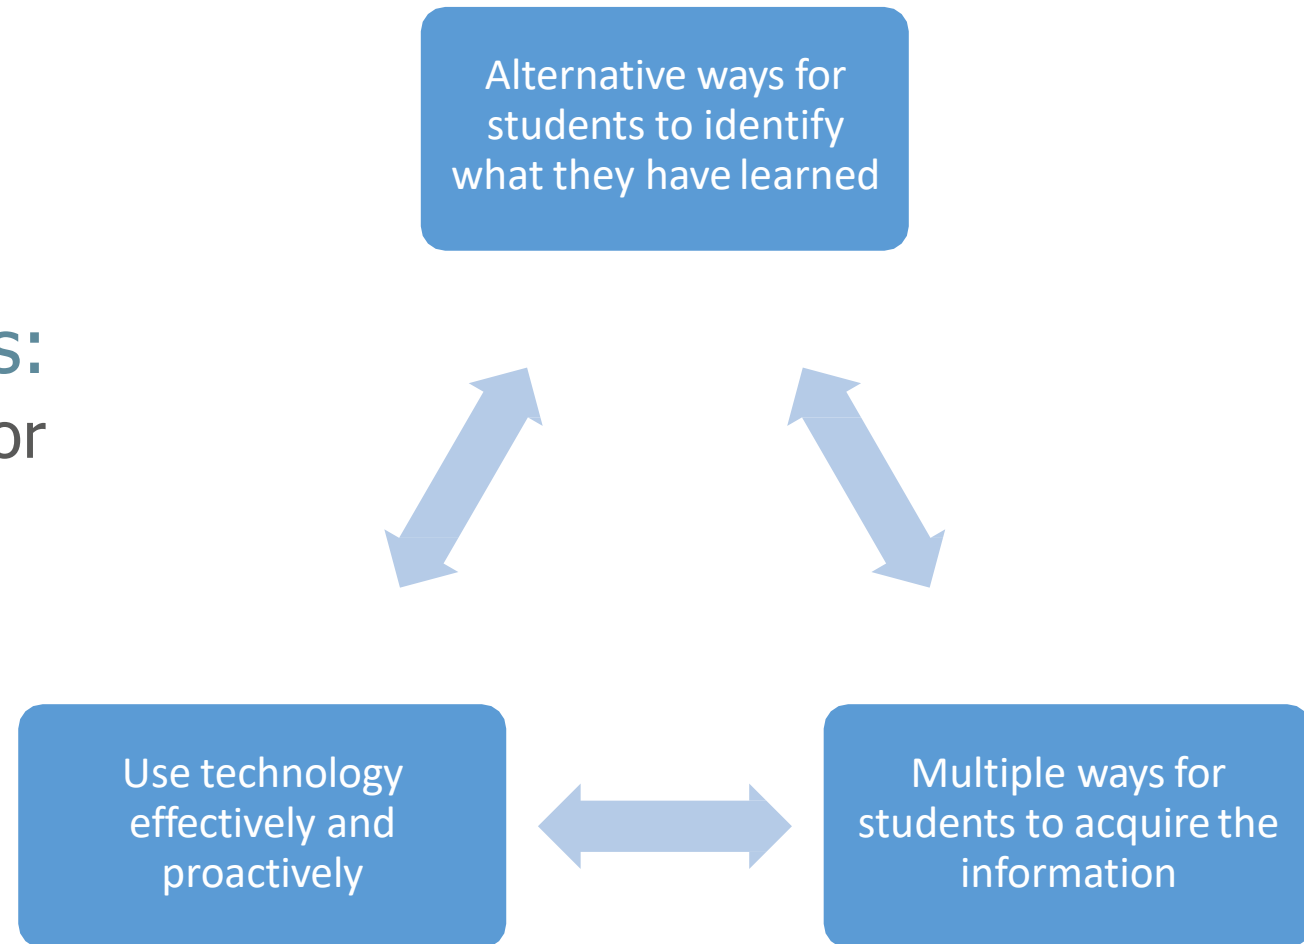 Alternative ways for
students to identify
what they have learned
s:
or
Use technology
effectively and
proactively
Multiple ways for
students to acquire the
information